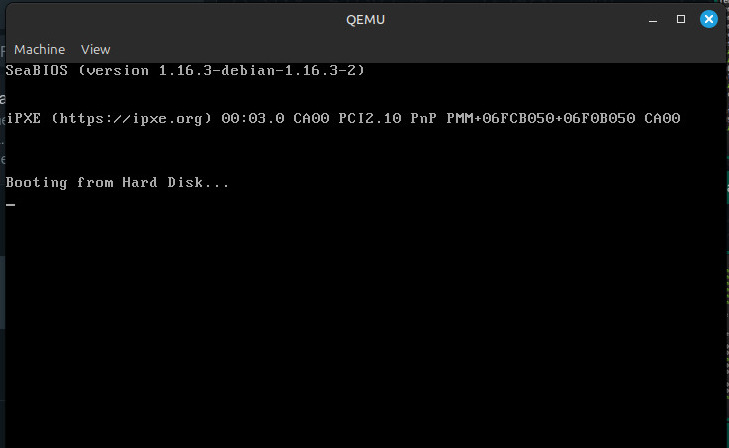 QEMU
Machine View
SeaBIOS (version 1.16.3-debian-1.16.3-2)
iPXE (https://ipxe.org) 00:03.0 CA00 PCI2.10 PnP PMM+06FCB050+06F0B050 CA00
Booting from Hard Disk...